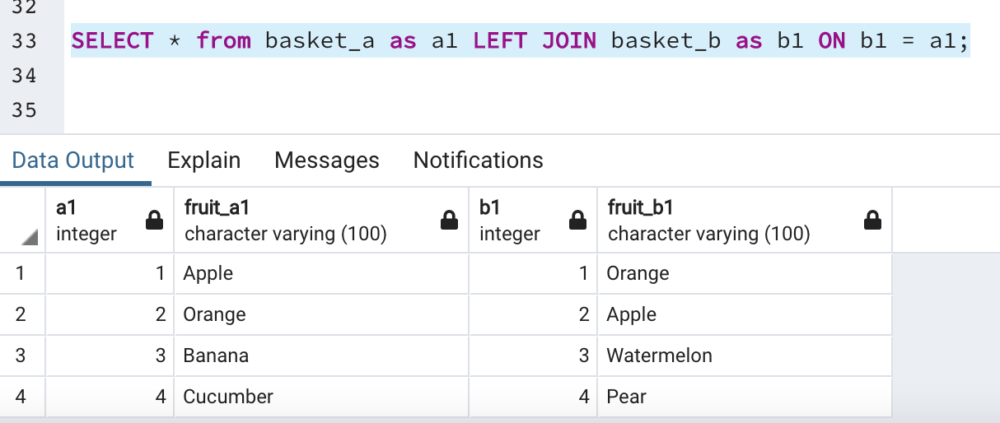 32
33 SELECT * from basket_a as a1 LEFT JOIN basket_b as b1 ON b1 = a1;
34
35
Data Output Explain Messages Notifications
a1 fruit_a1 b1 fruit_b1
integer character varying (100) integer character varying (100)
1 1 Apple 1 Orange
2 2 Orange 2 Apple
3 3 Banana 3 Watermelon
4 4 Cucumber 4 Pear